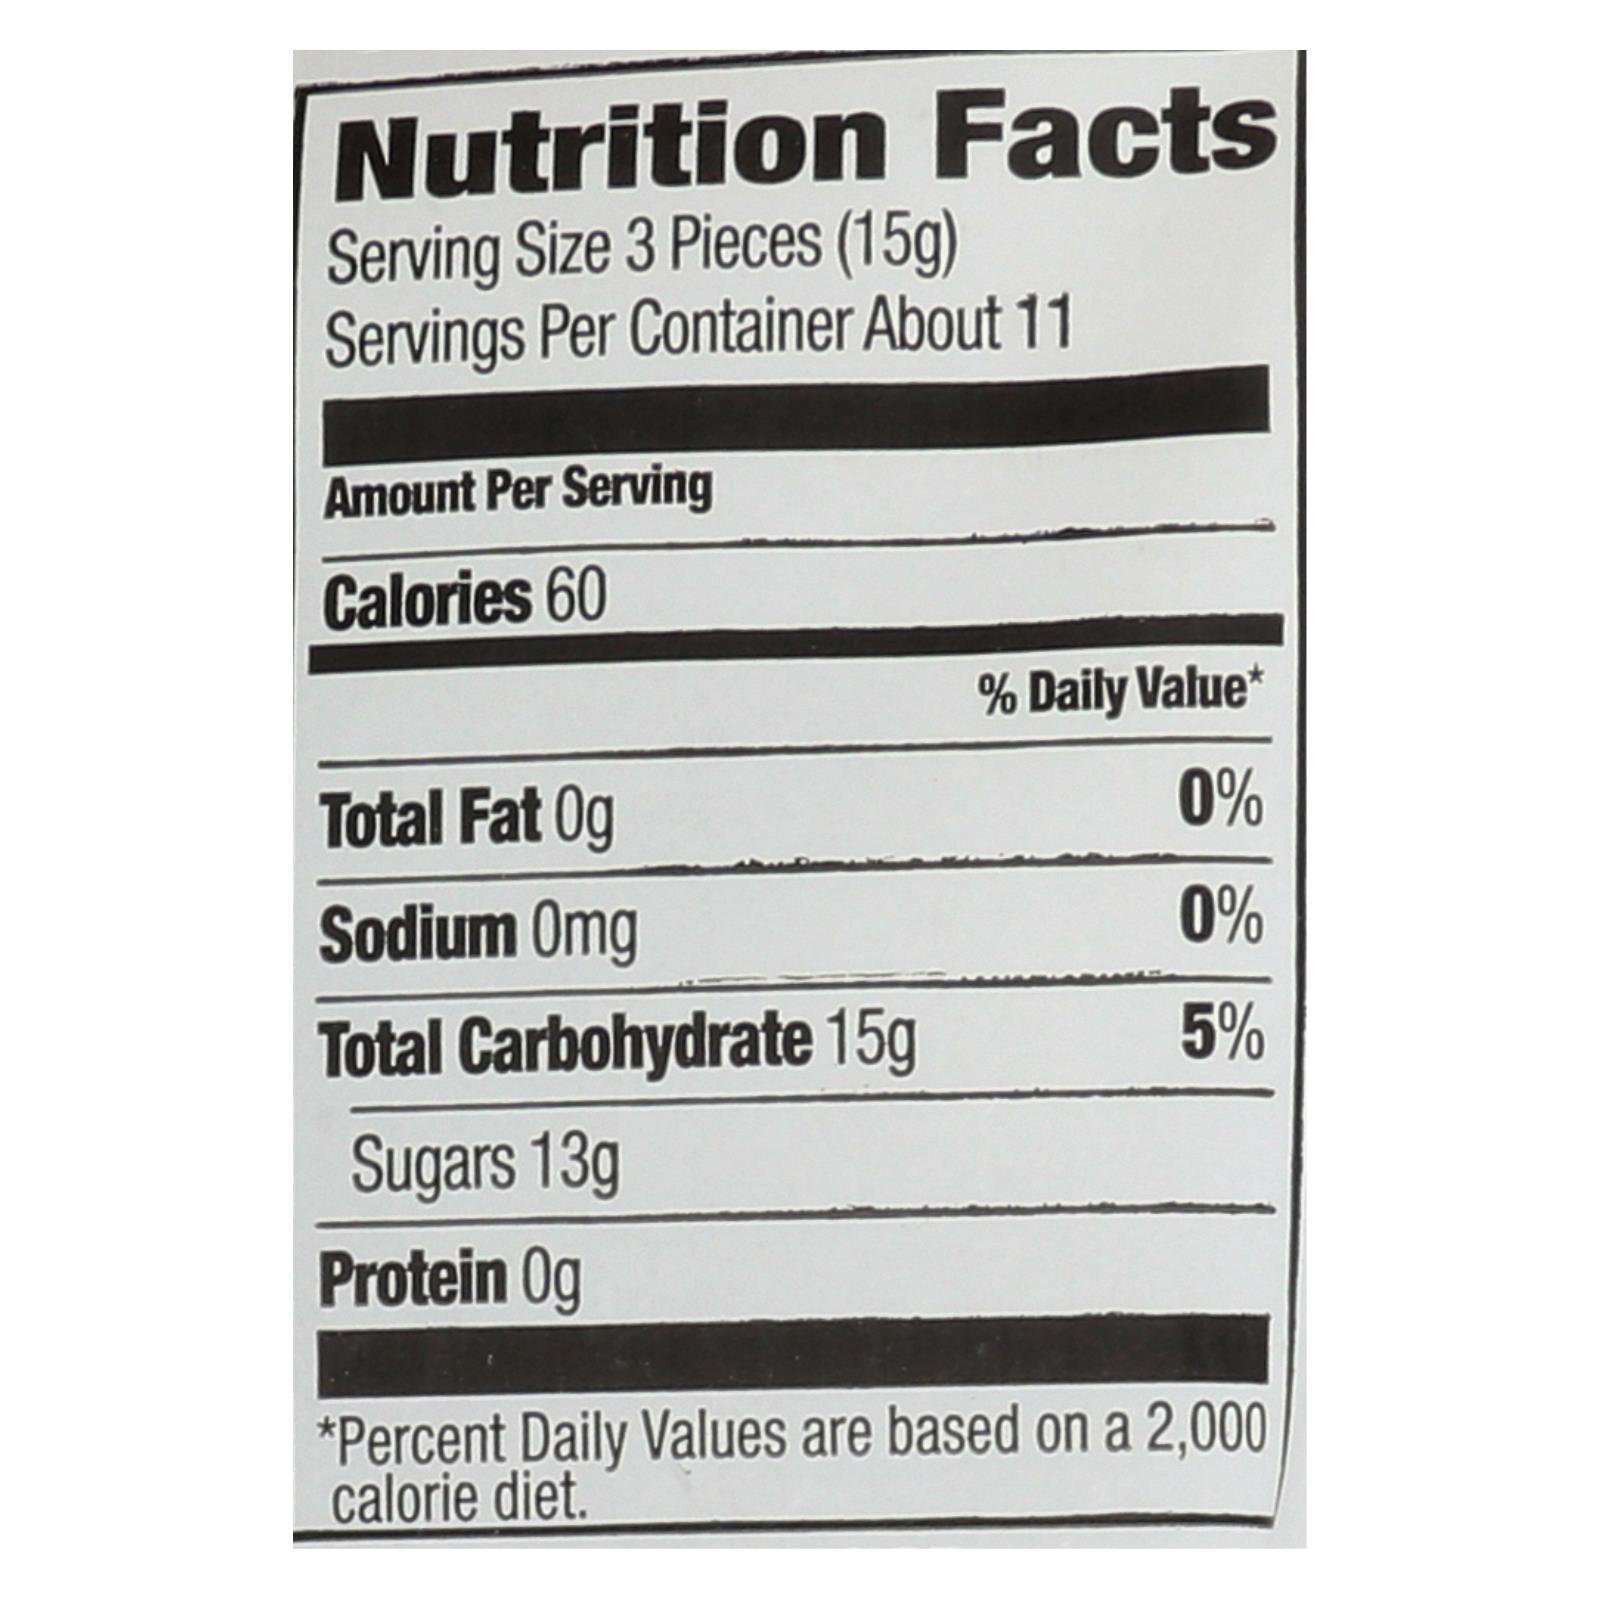 Nutrition Facts
Serving Size 3 Pieces (15g)
Servings Per Container About 11
Amount Per Serving
Calories 60
% Daily Value*
Total Fat 0g 0%
Sodium 0mg 0%
Total Carbohydrate 15g 5%
Sugars 13g
Protein 0g
*Percent Daily Values are based on a 2,000
calorie diet.